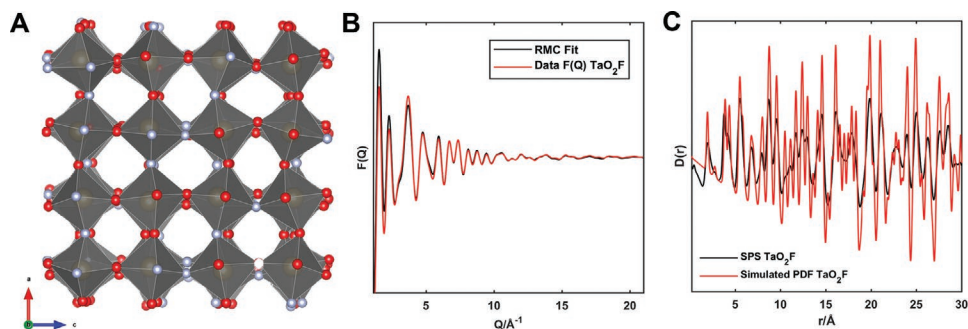 A
a
b
c
B
RMC Fit
Data F(Q) TaO₂F
F(Q)
5
10
15
20
Q/Å⁻¹
C
D(r)
SPS TaO₂F
Simulated PDF TaO₂F
5
10
15
20
25
30
r/Å